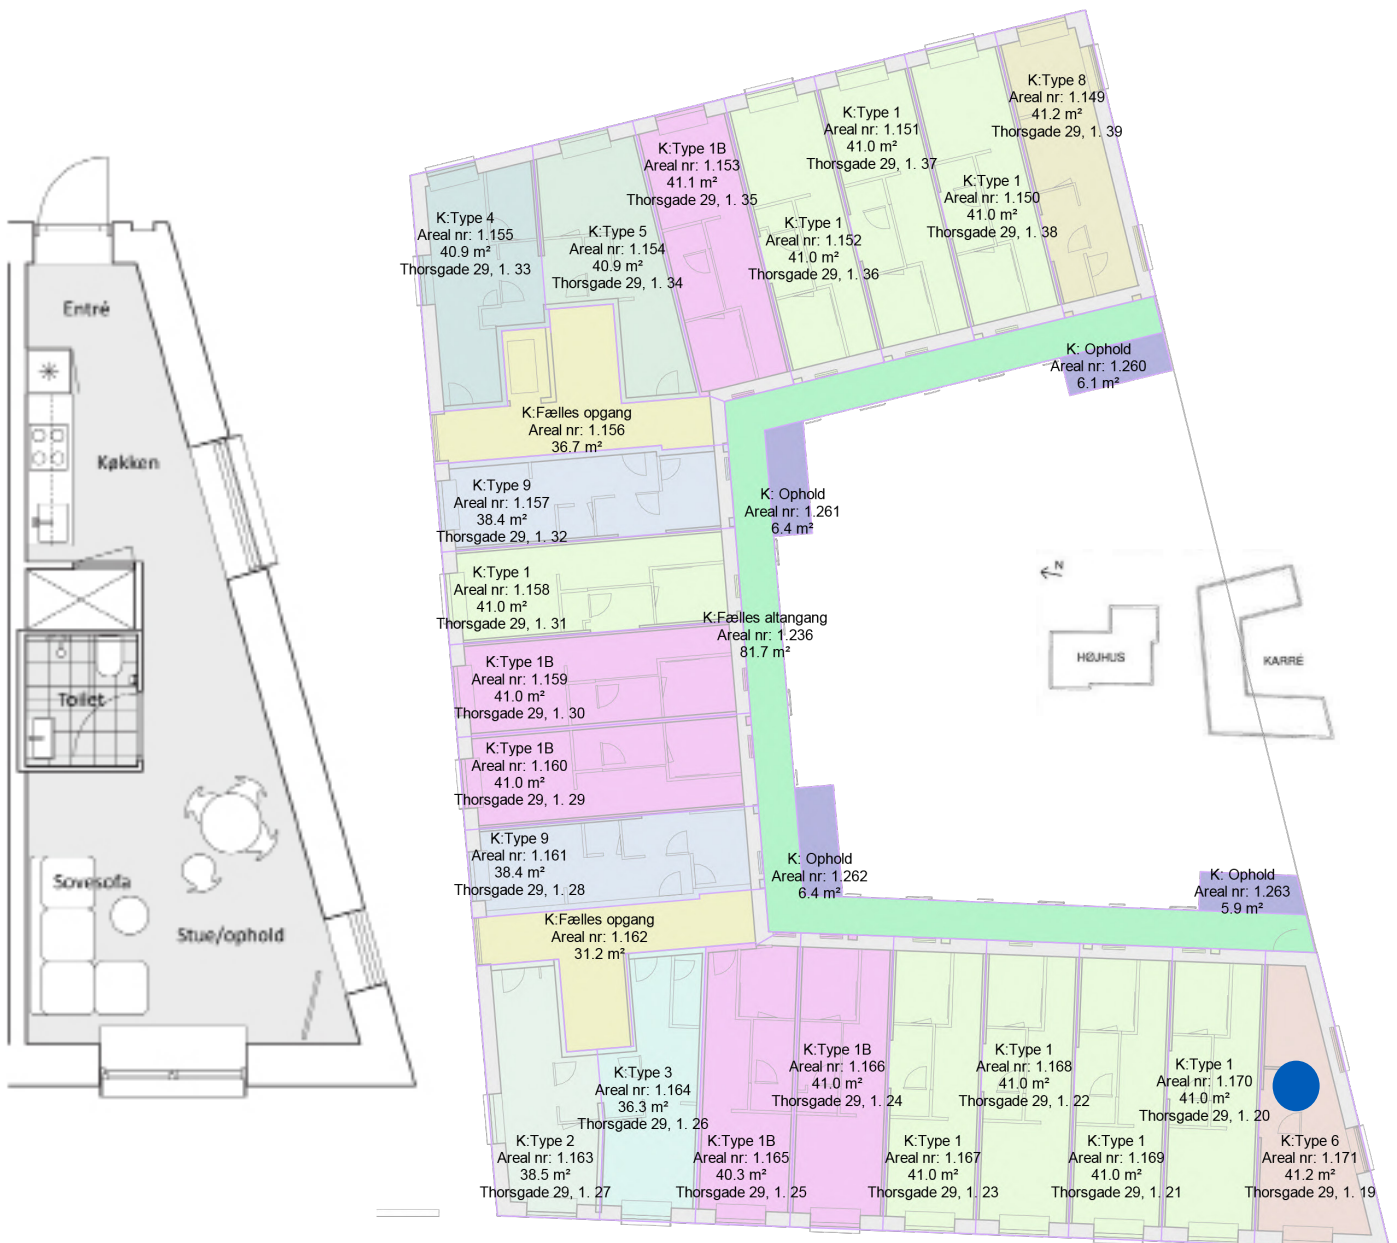 Entré
Køkken
Toilet
Sovesofa
Stue/ophold
K:Type 8
Areal nr: 1.149
41.2 m²
Thorsgade 29, 1. 39
K:Type 1
Areal nr: 1.151
41.0 m²
Thorsgade 29, 1. 37
K:Type 1B
Areal nr: 1.153
41.1 m²
Thorsgade 29, 1. 35
K:Type 1
Areal nr: 1.150
41.0 m²
Thorsgade 29, 1. 38
K:Type 4
Areal nr: 1.155
40.9 m²
Thorsgade 29, 1. 33
K:Type 5
Areal nr: 1.154
40.9 m²
Thorsgade 29, 1. 34
K:Type 1
Areal nr: 1.152
41.0 m²
Thorsgade 29, 1. 36
K: Ophold
Areal nr: 1.260
6.1 m²
K:Fælles opgang
Areal nr: 1.156
36.7 m²
K:Type 9
Areal nr: 1.157
38.4 m²
Thorsgade 29, 1. 32
K: Ophold
Areal nr: 1.261
6.4 m²
K:Type 1
Areal nr: 1.158
41.0 m²
Thorsgade 29, 1. 31
K:Fælles altangang
Areal nr: 1.236
81.7 m²
N
HØJHUS
KARRÉ
K:Type 1B
Areal nr: 1.159
41.0 m²
Thorsgade 29, 1. 30
K:Type 1B
Areal nr: 1.160
41.0 m²
Thorsgade 29, 1. 29
K:Type 9
Areal nr: 1.161
38.4 m²
Thorsgade 29, 1. 28
K: Ophold
Areal nr: 1.262
6.4 m²
K: Ophold
Areal nr: 1.263
5.9 m²
K:Fælles opgang
Areal nr: 1.162
31.2 m²
K:Type 3
Areal nr: 1.164
36.3 m²
Thorsgade 29, 1. 26
K:Type 1B
Areal nr: 1.166
41.0 m²
Thorsgade 29, 1. 24
K:Type 1
Areal nr: 1.168
41.0 m²
Thorsgade 29, 1. 22
K:Type 1
Areal nr: 1.170
41.0 m²
Thorsgade 29, 1. 20
K:Type 2
Areal nr: 1.163
38.5 m²
Thorsgade 29, 1. 27
K:Type 1B
Areal nr: 1.165
40.3 m²
Thorsgade 29, 1. 25
K:Type 1
Areal nr: 1.167
41.0 m²
Thorsgade 29, 1. 23
K:Type 1
Areal nr: 1.169
41.0 m²
Thorsgade 29, 1. 21
K:Type 6
Areal nr: 1.171
41.2 m²
Thorsgade 29, 1. 19